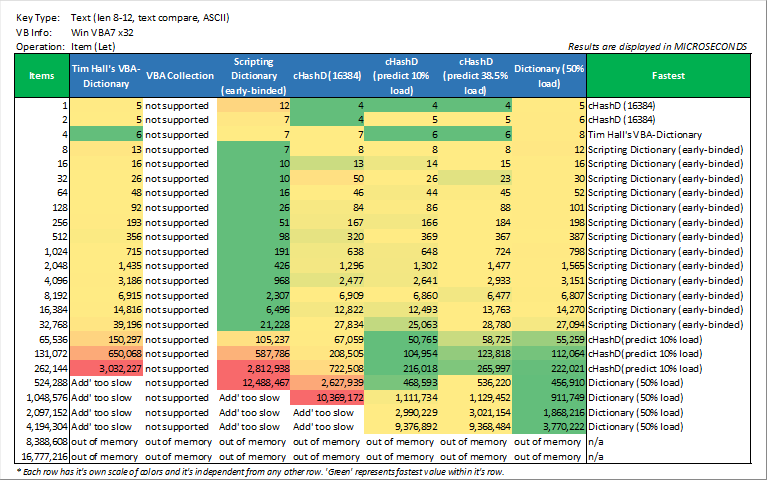 Key Type: Text (len 8-12, text compare, ASCII)
VB Info: Win VBA7 x32
Operation: Item (Let) Results are displayed in MICROSECONDS
Items Tim Hall's VBA-Dictionary VBA Collection Scripting Dictionary (early-binded) cHashD (16384) cHashD (predict 10% load) cHashD (predict 38.5% load) Dictionary (50% load) Fastest
1 5 not supported 12 4 4 4 5 cHashD (16384)
2 5 not supported 7 4 5 5 6 cHashD (16384)
4 6 not supported 7 7 6 6 8 Tim Hall's VBA-Dictionary
8 13 not supported 7 8 8 8 12 Scripting Dictionary (early-binded)
16 16 not supported 10 13 14 15 16 Scripting Dictionary (early-binded)
32 26 not supported 10 50 26 23 30 Scripting Dictionary (early-binded)
64 48 not supported 16 46 44 45 52 Scripting Dictionary (early-binded)
128 92 not supported 26 84 86 88 101 Scripting Dictionary (early-binded)
256 193 not supported 51 167 166 184 198 Scripting Dictionary (early-binded)
512 356 not supported 98 320 369 367 387 Scripting Dictionary (early-binded)
1,024 715 not supported 191 638 648 724 798 Scripting Dictionary (early-binded)
2,048 1,435 not supported 426 1,296 1,302 1,477 1,565 Scripting Dictionary (early-binded)
4,096 3,186 not supported 968 2,477 2,641 2,933 3,151 Scripting Dictionary (early-binded)
8,192 6,915 not supported 2,307 6,909 6,860 6,477 6,807 Scripting Dictionary (early-binded)
16,384 14,816 not supported 6,496 12,822 12,493 13,763 14,270 Scripting Dictionary (early-binded)
32,768 39,196 not supported 21,228 27,834 25,063 28,780 27,094 Scripting Dictionary (early-binded)
65,536 150,297 not supported 105,237 67,059 50,765 58,725 55,259 cHashD(predict 10% load)
131,072 650,068 not supported 587,786 208,505 104,954 123,818 112,064 cHashD(predict 10% load)
262,144 3,032,227 not supported 2,812,938 722,508 216,018 265,997 222,021 cHashD(predict 10% load)
524,288 Add' too slow not supported 12,488,467 2,627,939 468,593 536,220 456,910 Dictionary (50% load)
1,048,576 Add' too slow not supported Add' too slow 10,369,172 1,111,734 1,129,452 911,749 Dictionary (50% load)
2,097,152 Add' too slow not supported Add' too slow Add' too slow 2,990,229 3,021,154 1,868,216 Dictionary (50% load)
4,194,304 Add' too slow not supported Add' too slow Add' too slow 9,376,892 9,368,484 3,770,222 Dictionary (50% load)
8,388,608 out of memory out of memory out of memory out of memory out of memory out of memory out of memory n/a
16,777,216 out of memory out of memory out of memory out of memory out of memory out of memory out of memory n/a
* Each row has it's own scale of colors and it's independent from any other row. 'Green' represents fastest value within it's row.